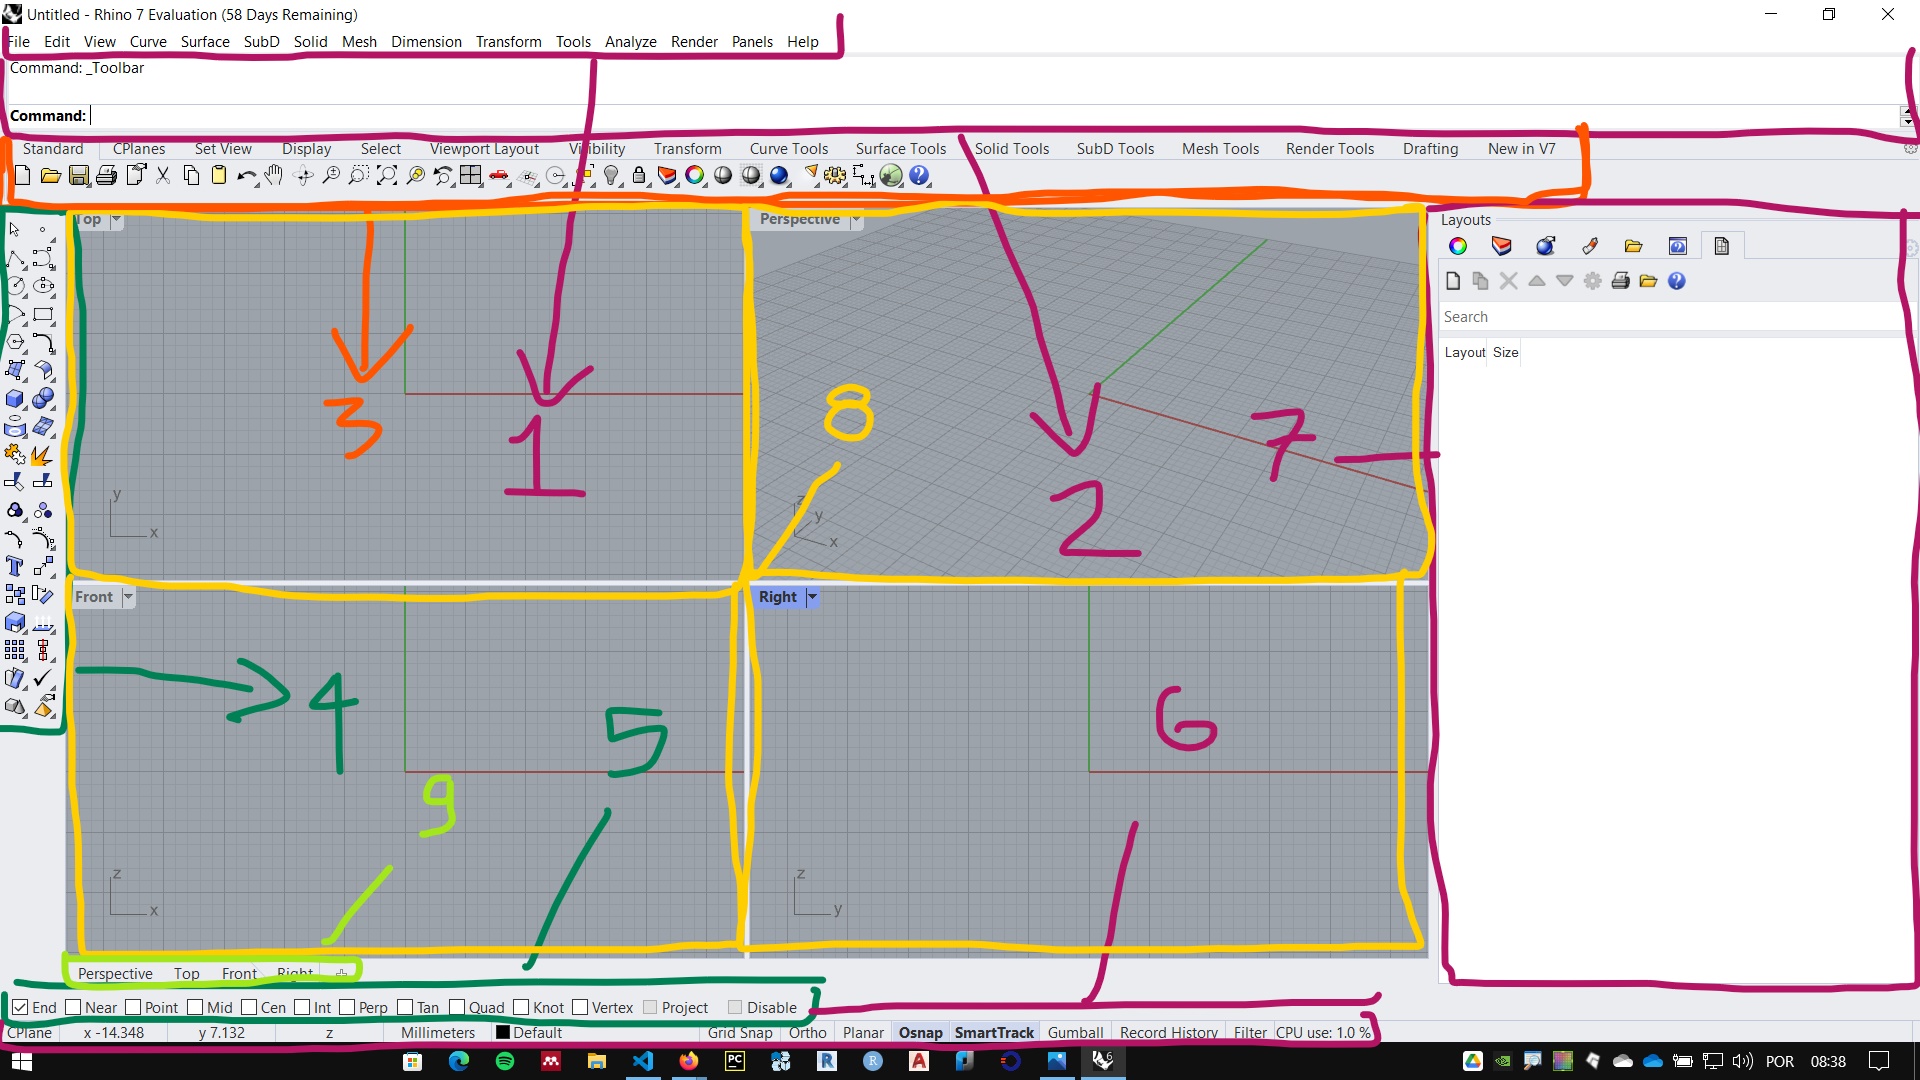 Untitled - Rhino 7 Evaluation (58 Days Remaining)
File Edit View Curve Surface SubD Solid Mesh Dimension Transform Tools Analyze Render Panels Help
Command: _Toolbar
Command:
Standard CPlanes Set View Display Select Viewport Layout Visibility Transform Curve Tools Surface Tools Solid Tools SubD Tools Mesh Tools Render Tools Drafting New in V7
Top Perspective Layouts
Search
Layout Size
8
3 1 7
2
y
x
z
y
x
Front Right
4 5 6
9
z
x
z
y
Perspective Top Front Right
End Near Point Mid Cen Int Perp Tan Quad Knot Vertex Project Disable
CPlane x -14.348 y 7.132 z Millimeters Default Grid Snap Ortho Planar Osnap SmartTrack Gumball Record History Filter CPU use: 1.0 %
PC R R A 6 POR 08:38